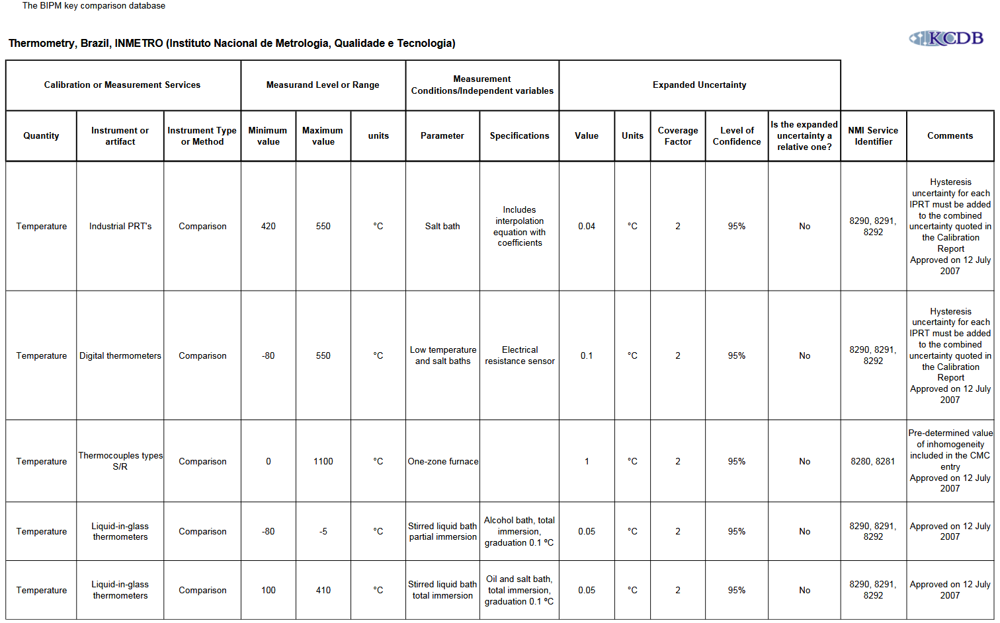 The BIPM key comparison database
Thermometry, Brazil, INMETRO (Instituto Nacional de Metrologia, Qualidade e Tecnologia)
KCDB
Calibration or Measurement Services
Measurand Level or Range
Measurement
Conditions/Independent variables
Expanded Uncertainty
Quantity
Instrument or
artifact
Instrument Type
or Method
Minimum
value
Maximum
value
units
Parameter
Specifications
Value
Units
Coverage
Factor
Level of
Confidence
Is the expanded
uncertainty a
relative one?
NMI Service
Identifier
Comments
Temperature
Industrial PRT's
Comparison
420
550
°C
Salt bath
Includes
interpolation
equation with
coefficients
0.04
°C
2
95%
No
8290, 8291,
8292
Hysteresis
uncertainty for each
IPRT must be added
to the combined
uncertainty quoted in
the Calibration
Report
Approved on 12 July
2007
Temperature
Digital thermometers
Comparison
-80
550
°C
Low temperature
and salt baths
Electrical
resistance sensor
0.1
°C
2
95%
No
8290, 8291,
8292
Hysteresis
uncertainty for each
IPRT must be added
to the combined
uncertainty quoted in
the Calibration
Report
Approved on 12 July
2007
Temperature
Thermocouples types
S/R
Comparison
0
1100
°C
One-zone furnace
1
°C
2
95%
No
8280, 8281
Pre-determined value
of inhomogeneity
included in the CMC
entry
Approved on 12 July
2007
Temperature
Liquid-in-glass
thermometers
Comparison
-80
-5
°C
Stirred liquid bath
partial immersion
Alcohol bath, total
immersion,
graduation 0.1 ºC
0.05
°C
2
95%
No
8290, 8291,
8292
Approved on 12 July
2007
Temperature
Liquid-in-glass
thermometers
Comparison
100
410
°C
Stirred liquid bath
total immersion
Oil and salt bath,
total immersion,
graduation 0.1 ºC
0.05
°C
2
95%
No
8290, 8291,
8292
Approved on 12 July
2007